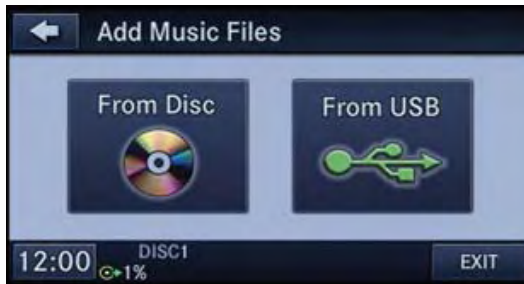 Add Music Files
From Disc
From USB
12:00
DISC1
1%
EXIT